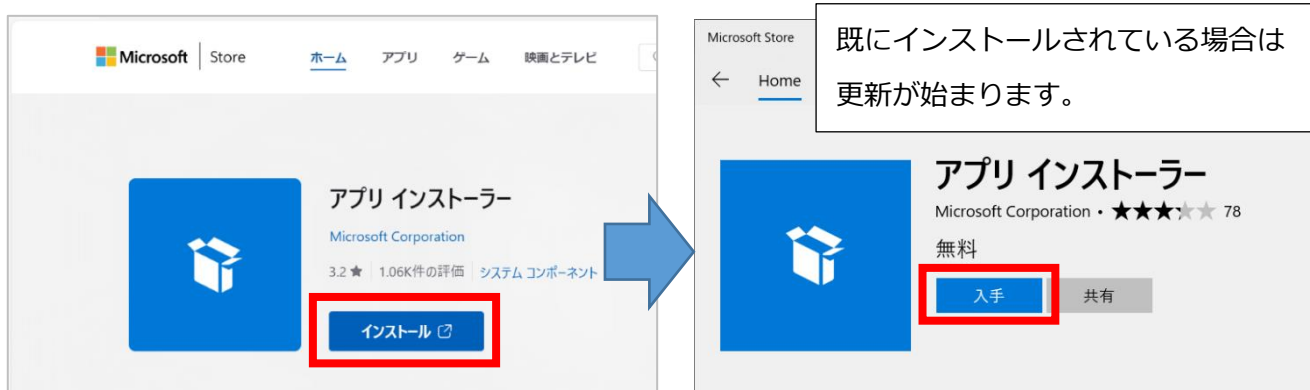 Microsoft Store ホーム アプリ ゲーム 映画とテレビ
アプリ インストーラー
Microsoft Corporation
3.2 ★ 1.06K件の評価 システム コンポーネント
インストール
Microsoft Store
Home
既にインストールされている場合は
更新が始まります。
アプリ インストーラー
Microsoft Corporation • ★★★★★ 78
無料
入手 共有